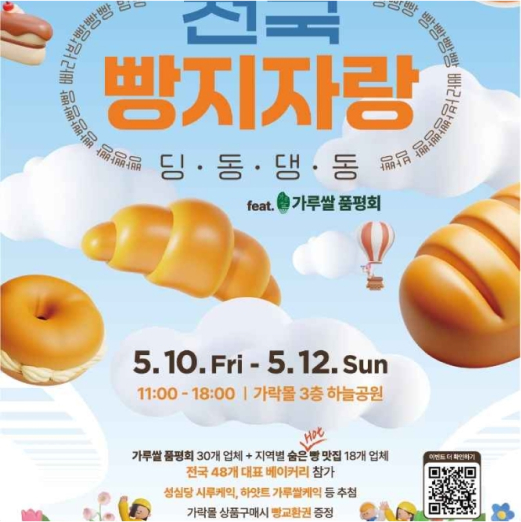 전국
빵지자랑
딩·동·댕·동
feat. 가루쌀 품평회
5.10. Fri - 5.12. Sun
11:00 - 18:00 | 가락몰 3층 하늘공원
Hot
가루쌀 품평회 30개 업체 + 지역별 숨은 빵 맛집 18개 업체
전국 48개 대표 베이커리 참가
성심당 시루케익, 하얏트 가루쌀케익 등 추첨
가락몰 상품구매시 빵교환권 증정
이벤트 더 확인하기